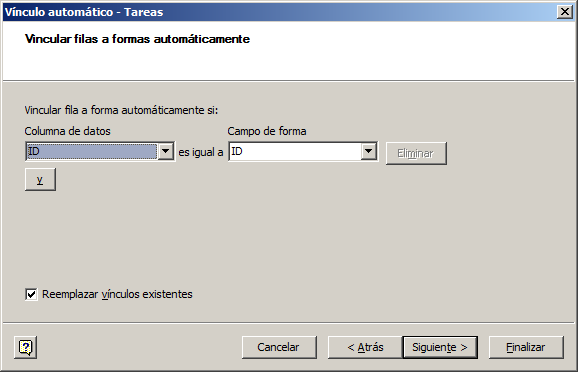 Vínculo automático - Tareas
Vincular filas a formas automáticamente
Vincular fila a forma automáticamente si:
Columna de datos Campo de forma
ID es igual a ID Eliminar
y
Reemplazar vínculos existentes
? Cancelar < Atrás Siguiente > Finalizar